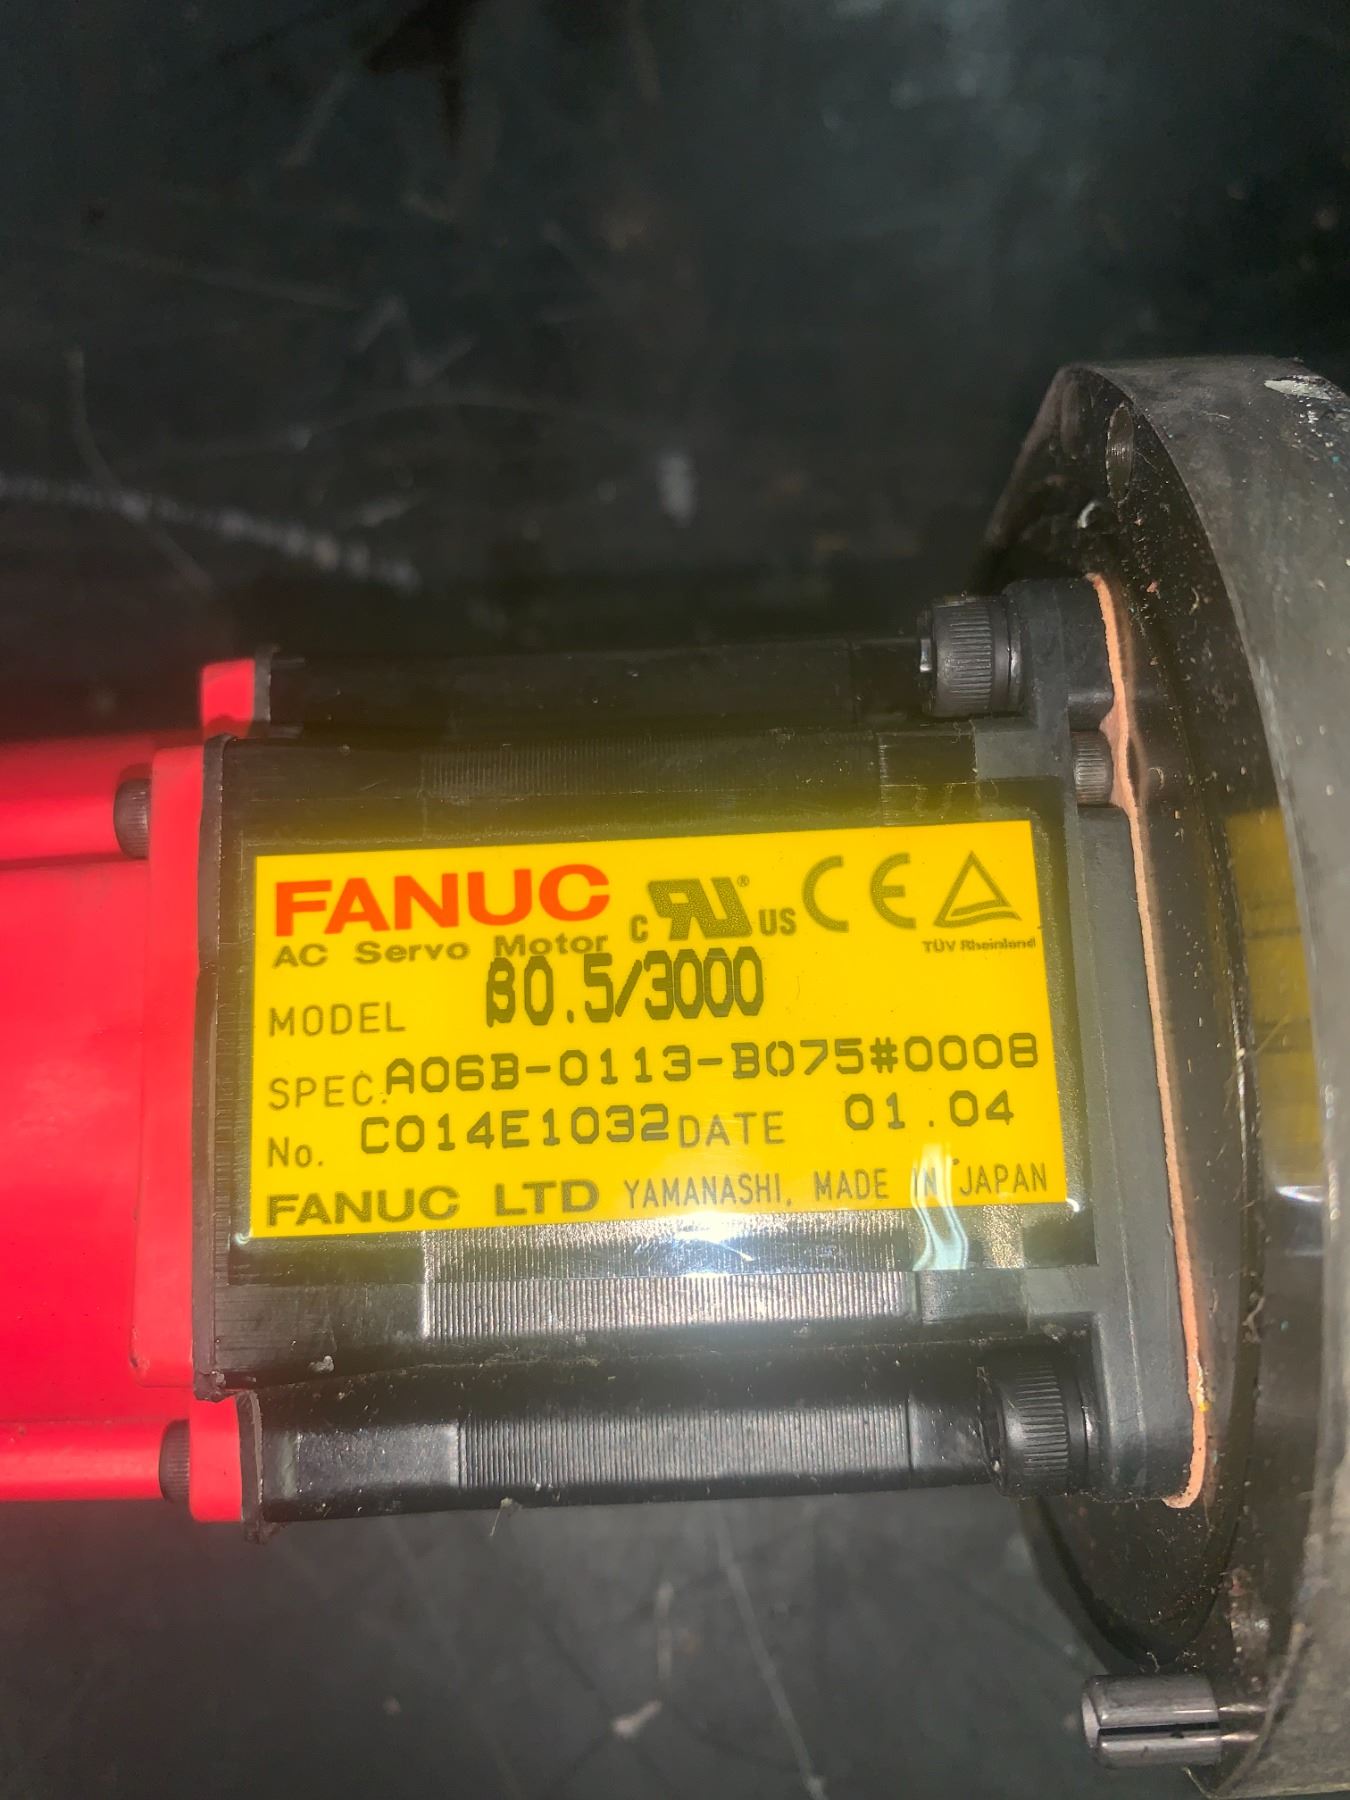 FANUC
AC Servo Motor
c RU ® US CE
TÜV Rheinland
MODEL β0.5/3000
SPEC. A06B-0113-B075#0008
No. C014E1032 DATE 01.04
FANUC LTD YAMANASHI, MADE IN JAPAN